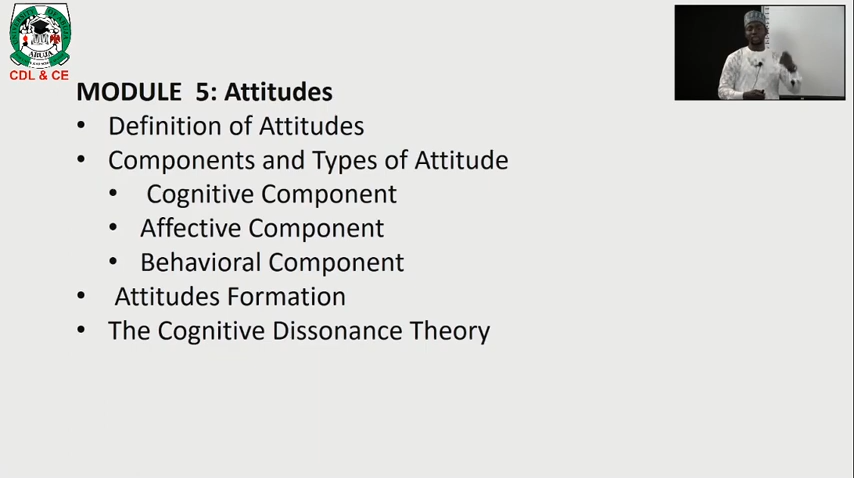 ABUJA
CDL & CE
MODULE 5: Attitudes
• Definition of Attitudes
• Components and Types of Attitude
• Cognitive Component
• Affective Component
• Behavioral Component
• Attitudes Formation
• The Cognitive Dissonance Theory